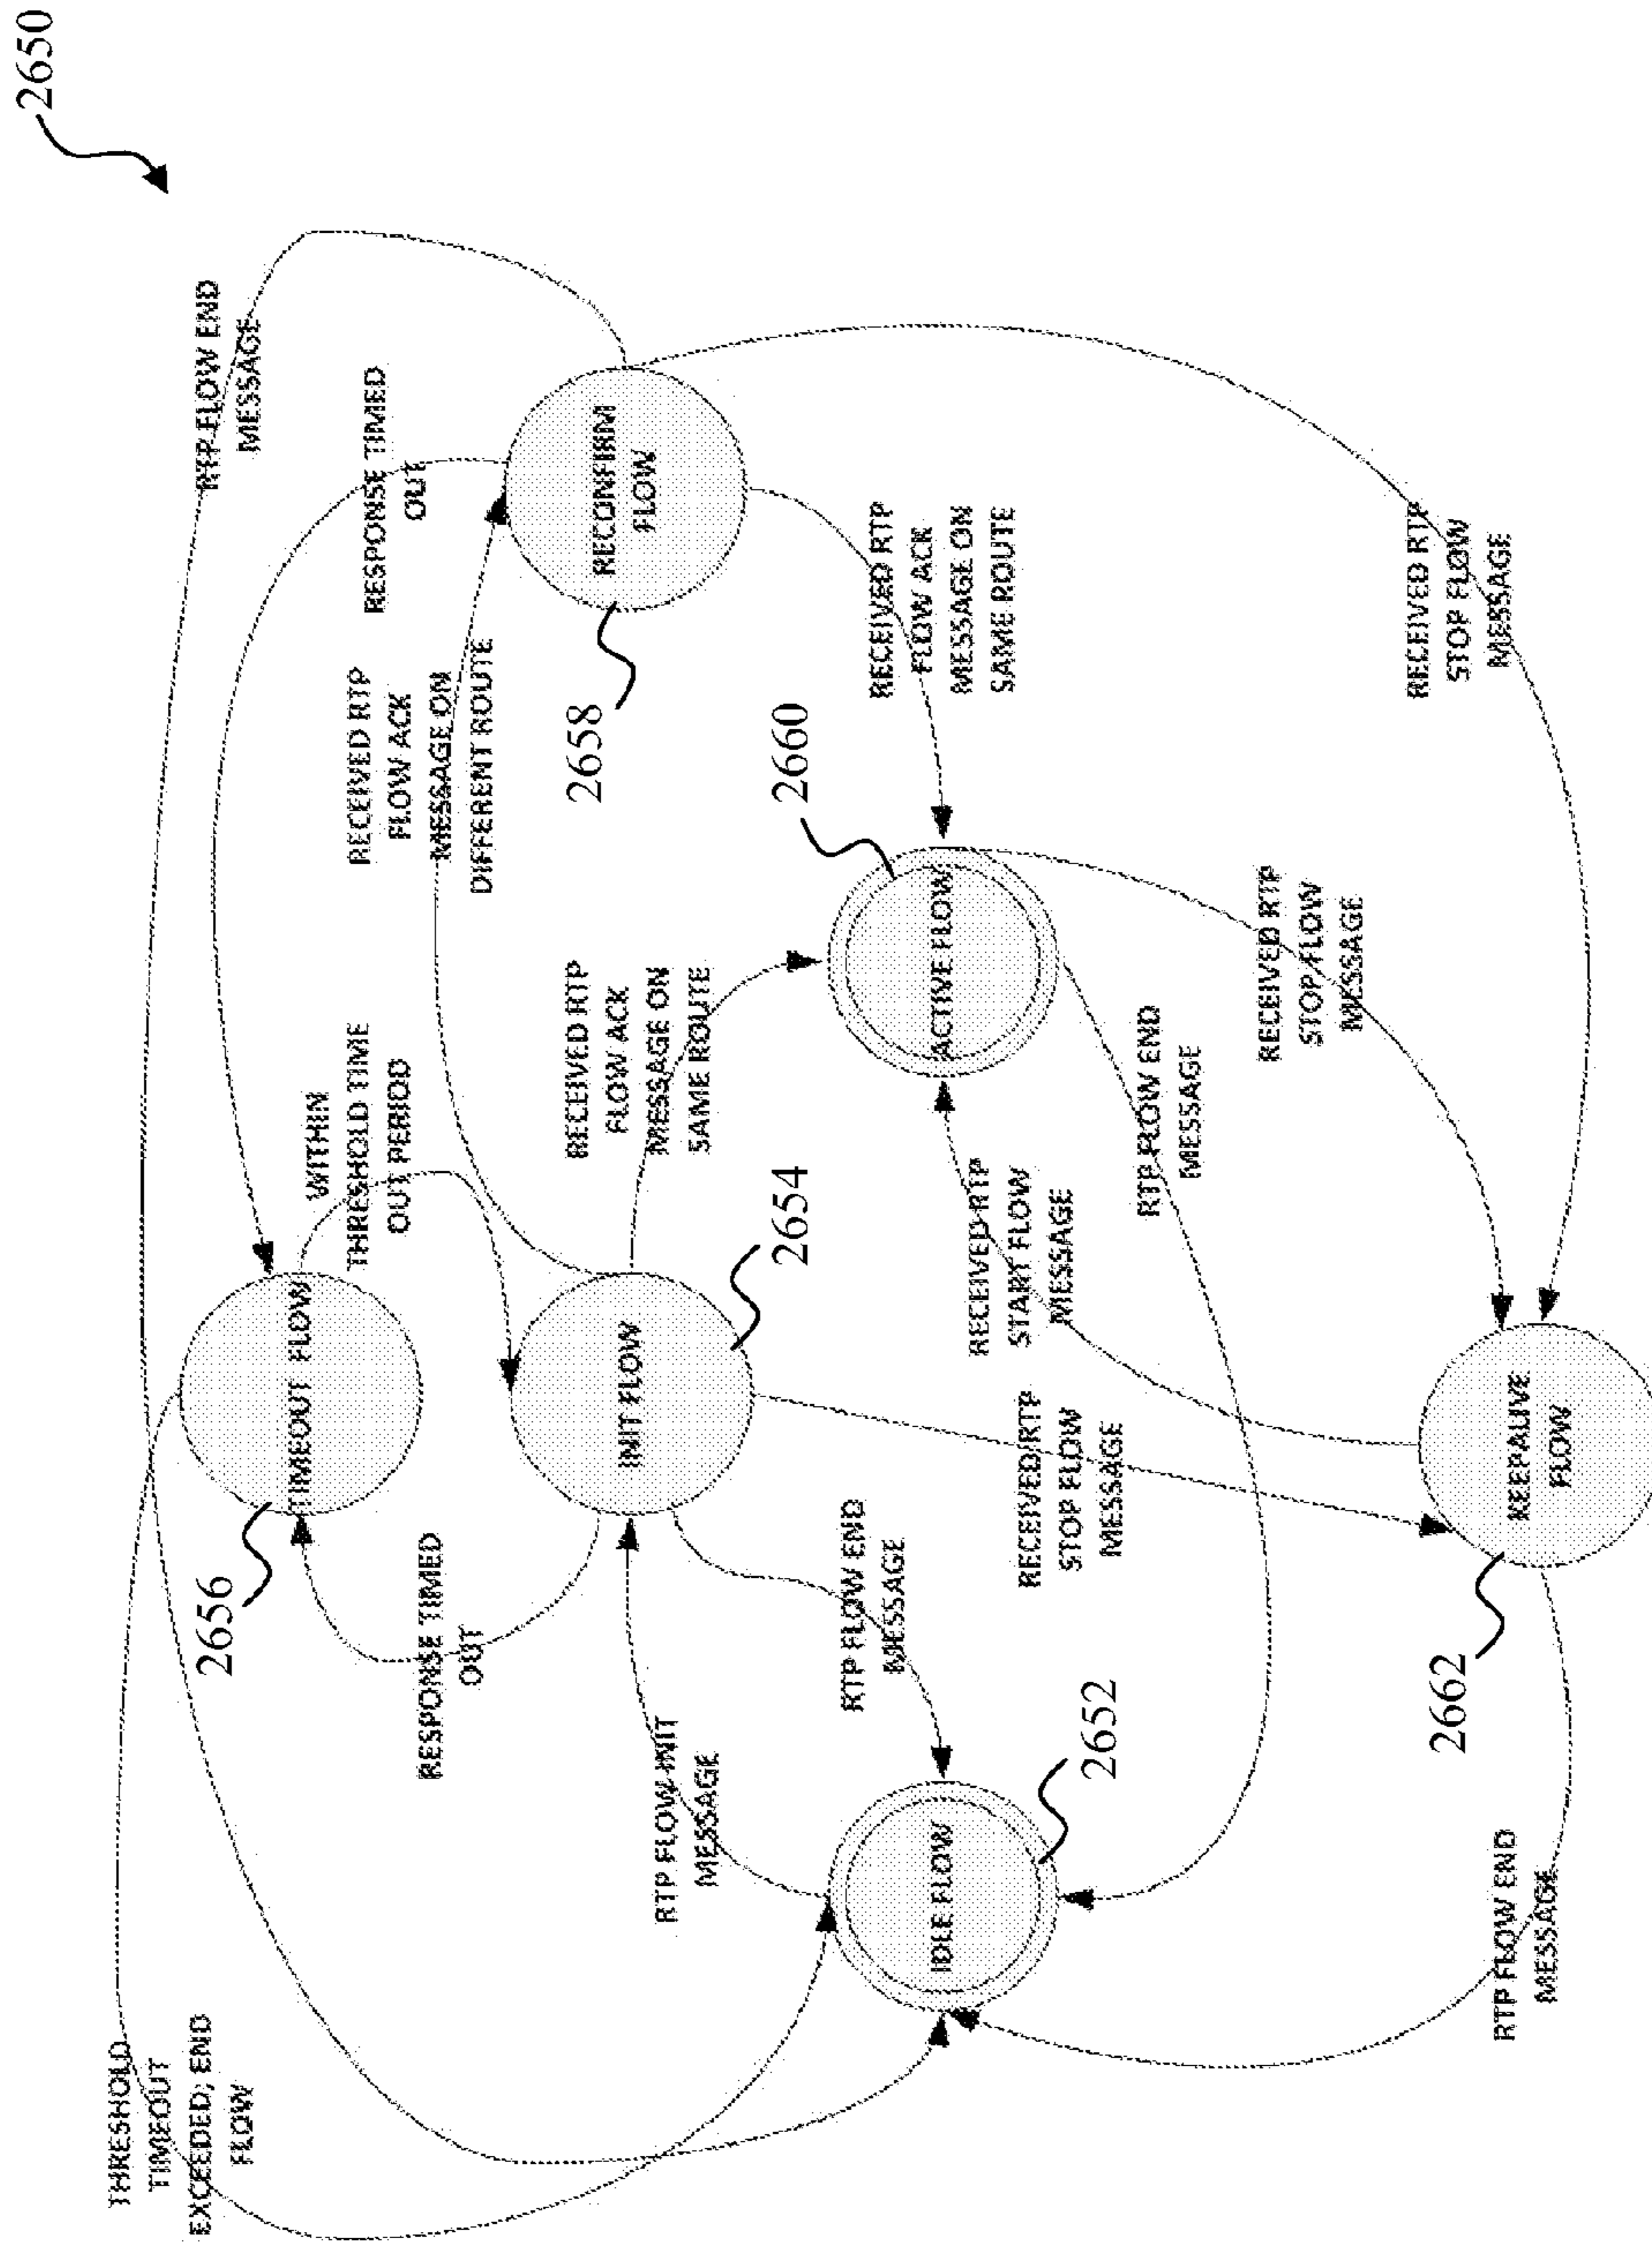 2650
RTP FLOW END
MESSAGE
THRESHOLD
TIMEOUT
EXCEEDED; END
FLOW
2656
TIMEOUT FLOW
WITHIN
THRESHOLD TIME
OUT PERIOD
RESPONSE TIMED
OUT
RECEIVED RTP
FLOW ACK
MESSAGE ON
DIFFERENT ROUTE
RESPONSE TIMED
OUT
RECONFIRM
FLOW
2658
INIT FLOW
2654
RECEIVED RTP
FLOW ACK
MESSAGE ON
SAME ROUTE
RTP FLOW INIT
MESSAGE
RTP FLOW END
MESSAGE
RECEIVED RTP
FLOW ACK
MESSAGE ON
SAME ROUTE
2660
IDLE FLOW
2652
ACTIVE FLOW
RECEIVED RTP
START FLOW
MESSAGE
RECEIVED RTP
STOP FLOW
MESSAGE
RTP FLOW END
MESSAGE
RECEIVED RTP
STOP FLOW
MESSAGE
RECEIVED RTP
STOP FLOW
MESSAGE
2662
KEEPALIVE
FLOW
RTP FLOW END
MESSAGE